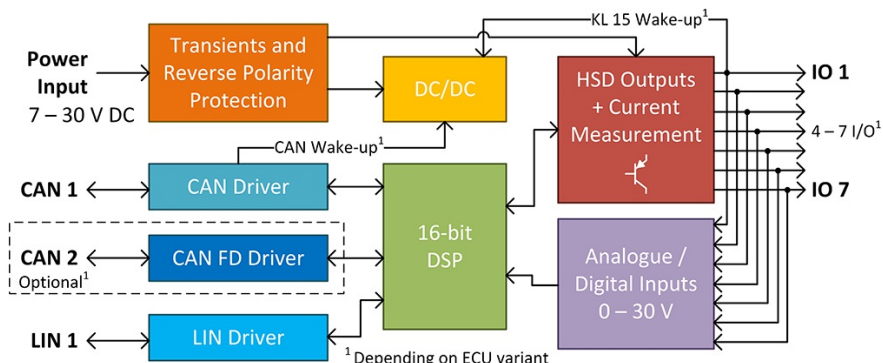 KL 15 Wake-up¹
Power
Input
7 – 30 V DC
Transients and
Reverse Polarity
Protection
DC/DC
HSD Outputs
+ Current
Measurement
IO 1
4 – 7 I/O¹
IO 7
CAN Wake-up¹
CAN 1
CAN Driver
16-bit
DSP
CAN 2
Optional¹
CAN FD Driver
Analogue /
Digital Inputs
0 – 30 V
LIN 1
LIN Driver
¹ Depending on ECU variant